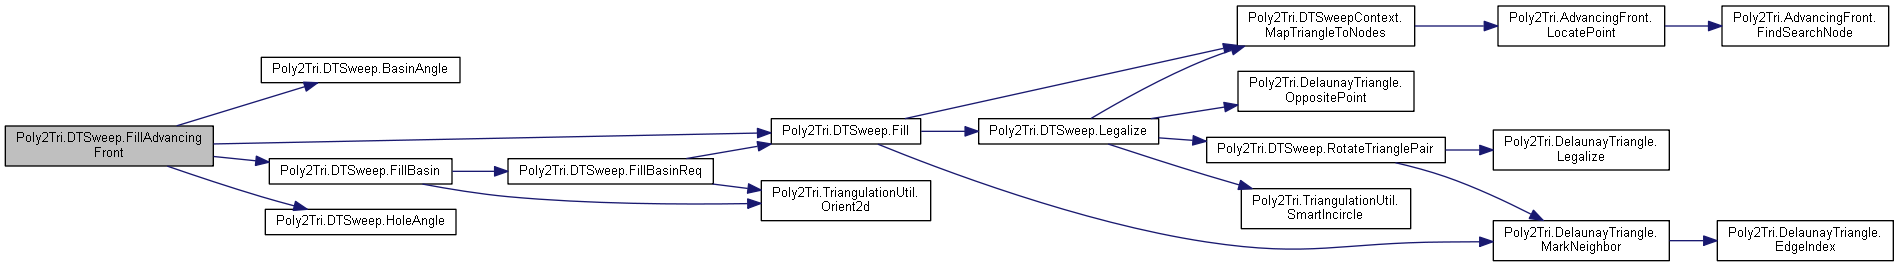 Poly2Tri.DTSweep.FillAdvancing
Front
Poly2Tri.DTSweep.BasinAngle
Poly2Tri.DTSweep.FillBasin
Poly2Tri.DTSweep.HoleAngle
Poly2Tri.DTSweep.FillBasinReq
Poly2Tri.DTSweep.Fill
Poly2Tri.TriangulationUtil.
Orient2d
Poly2Tri.DTSweep.Legalize
Poly2Tri.DTSweepContext.
MapTriangleToNodes
Poly2Tri.DelaunayTriangle.
OppositePoint
Poly2Tri.DTSweep.RotateTrianglePair
Poly2Tri.TriangulationUtil.
SmartIncircle
Poly2Tri.AdvancingFront.
LocatePoint
Poly2Tri.DelaunayTriangle.
Legalize
Poly2Tri.DelaunayTriangle.
MarkNeighbor
Poly2Tri.AdvancingFront.
FindSearchNode
Poly2Tri.DelaunayTriangle.
EdgeIndex